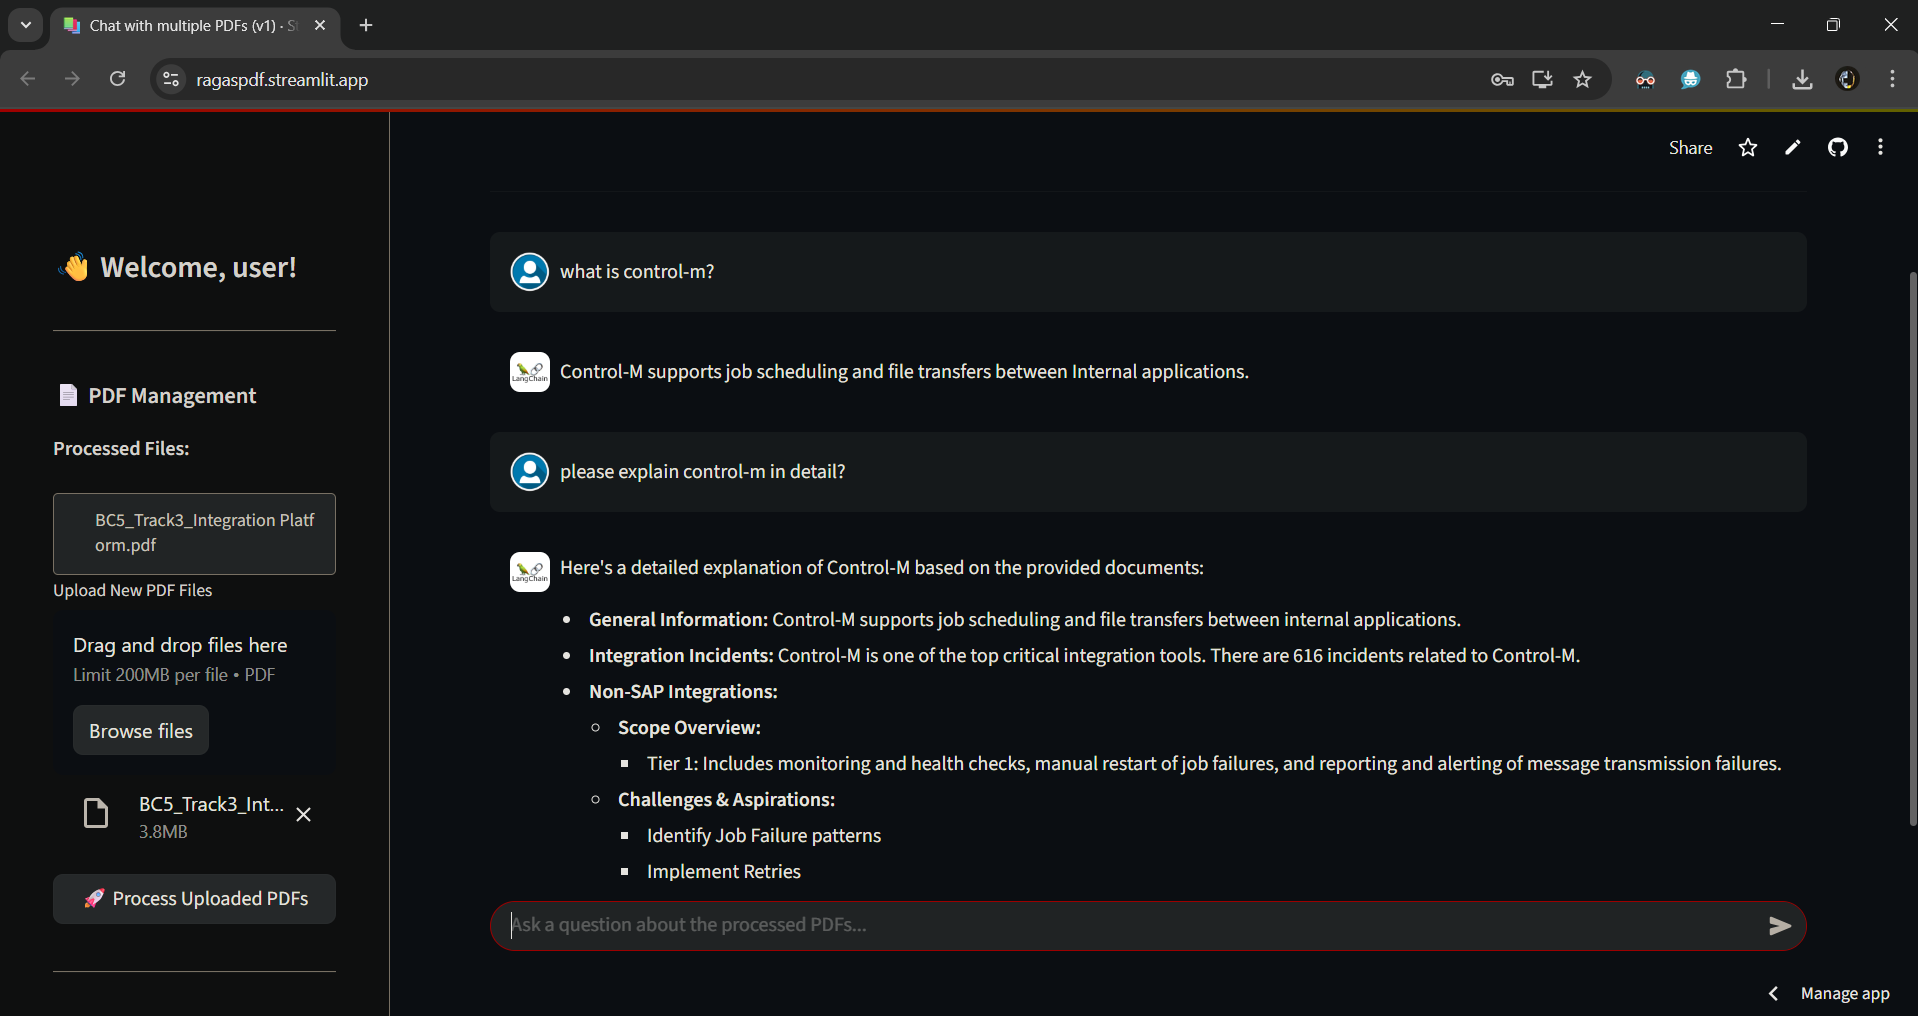 Chat with multiple PDFs (v1) · St
ragaspdf.streamlit.app
Share
👋 Welcome, user!
📄 PDF Management
Processed Files:
BC5_Track3_Integration Platf
orm.pdf
Upload New PDF Files
Drag and drop files here
Limit 200MB per file • PDF
Browse files
BC5_Track3_Int...
3.8MB
🚀 Process Uploaded PDFs
what is control-m?
LangChain
Control-M supports job scheduling and file transfers between Internal applications.
please explain control-m in detail?
LangChain
Here's a detailed explanation of Control-M based on the provided documents:
• General Information: Control-M supports job scheduling and file transfers between internal applications.
• Integration Incidents: Control-M is one of the top critical integration tools. There are 616 incidents related to Control-M.
• Non-SAP Integrations:
○ Scope Overview:
▪ Tier 1: Includes monitoring and health checks, manual restart of job failures, and reporting and alerting of message transmission failures.
○ Challenges & Aspirations:
▪ Identify Job Failure patterns
▪ Implement Retries
Ask a question about the processed PDFs...
Manage app